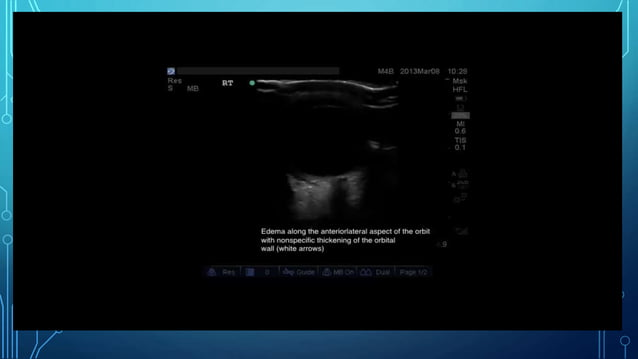 M4B 2013Mar08 10:29
Res
S MB RT
Msk
HFL
MI
0.6
TIS
0.1
Edema along the anteriorlateral aspect of the orbit
with nonspecific thickening of the orbital
wall (white arrows)
Res 0 Guide MB On Dual Page 1/2